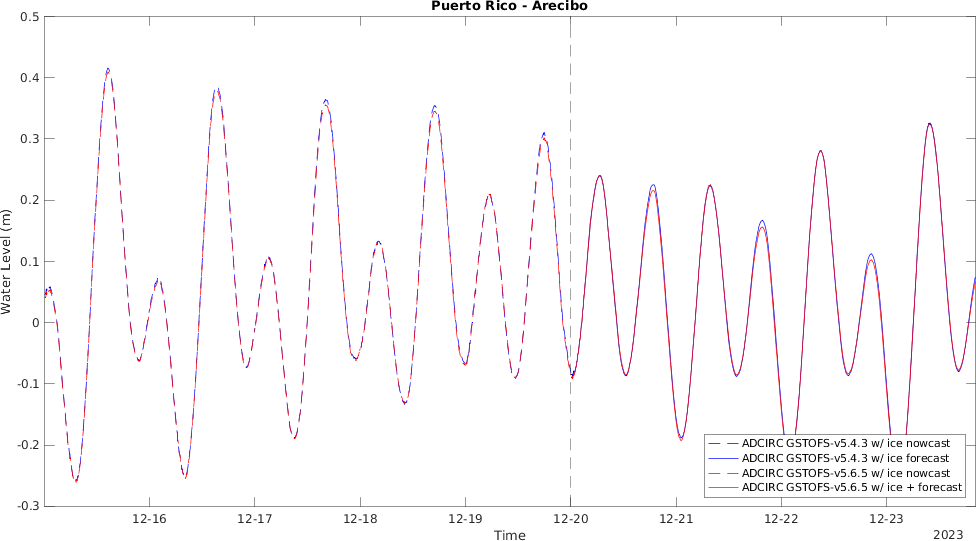 Puerto Rico - Arecibo
0.5
0.4
0.3
0.2
0.1
0
-0.1
-0.2
-0.3
Water Level (m)
12-16 12-17 12-18 12-19 12-20 12-21 12-22 12-23
Time
2023
ADCIRC GSTOFS-v5.4.3 w/ ice nowcast
ADCIRC GSTOFS-v5.4.3 w/ ice forecast
ADCIRC GSTOFS-v5.6.5 w/ ice nowcast
ADCIRC GSTOFS-v5.6.5 w/ ice + forecast